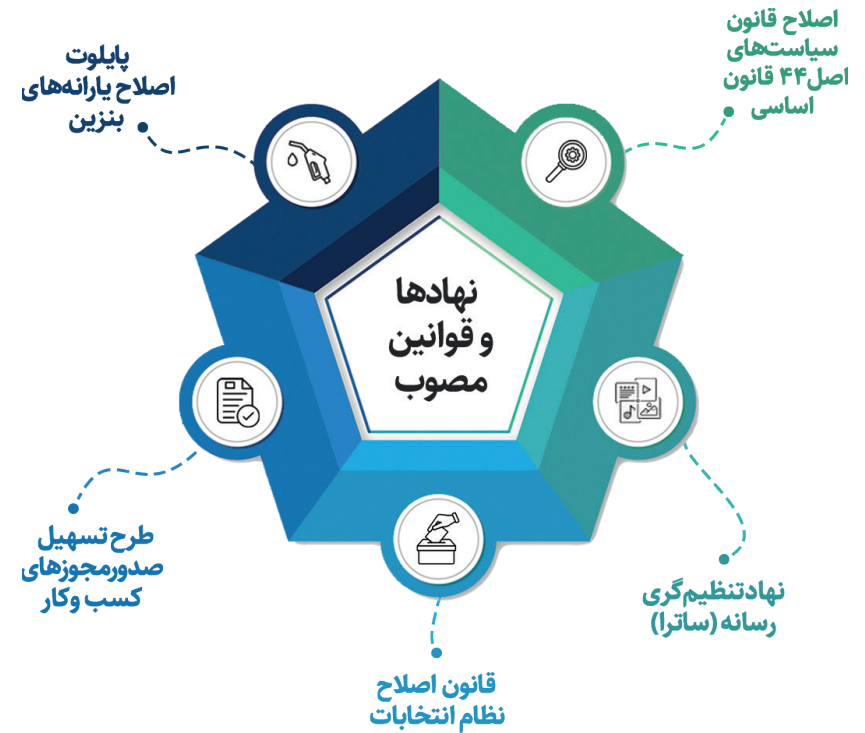 نهادها
و قوانین
مصوب
اصلاح قانون
سیاست‌های
اصل۴۴ قانون
اساسی
نهادتنظیم‌گری
رسانه (ساترا)
قانون اصلاح
نظام انتخابات
طرح تسهیل
صدورمجوزهای
کسب وکار
پایلوت
اصلاح یارانه‌های
بنزین